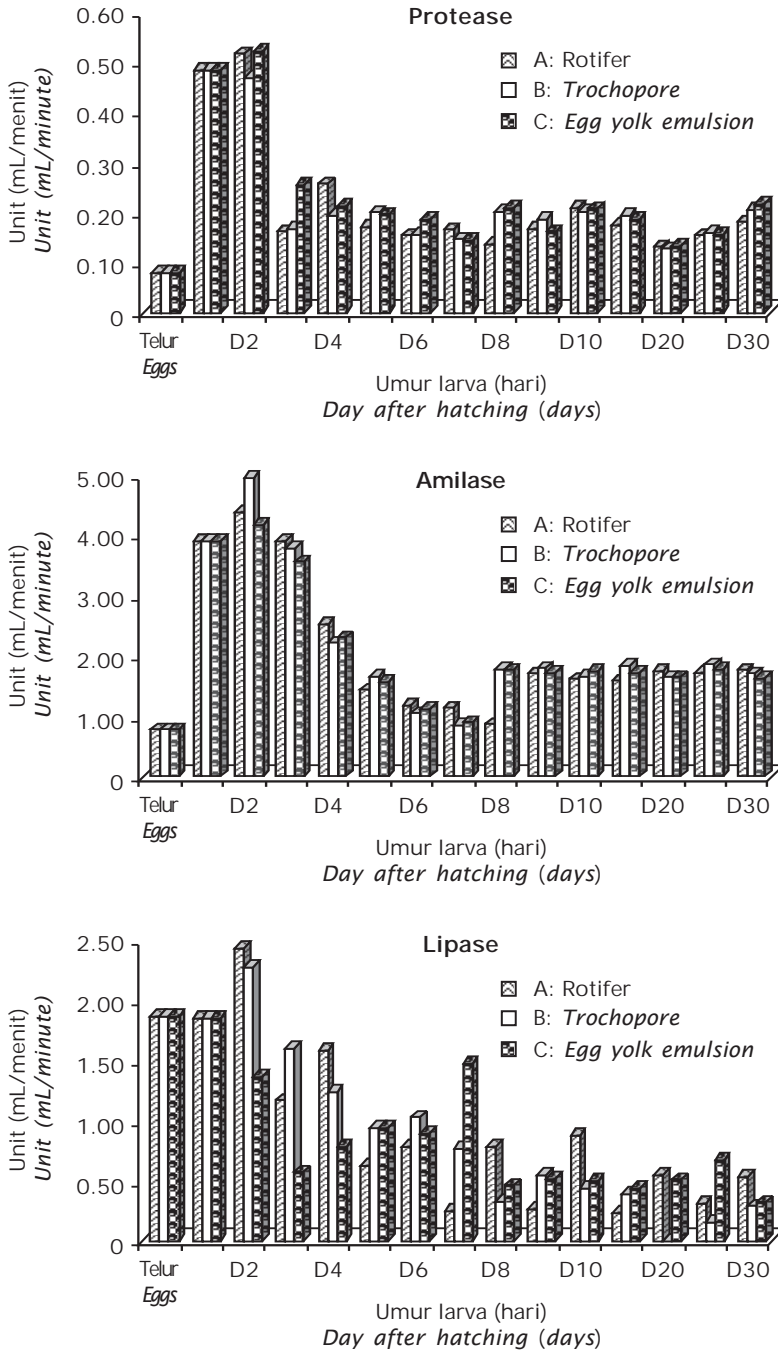 Protease
0.60
0.50
0.40
0.30
0.20
0.10
0
Unit (mL/menit)
Unit (mL/minute)
A: Rotifer
B: Trochopore
C: Egg yolk emulsion
Telur D2 D4 D6 D8 D10 D20 D30
Eggs
Umur larva (hari)
Day after hatching (days)
Amilase
5.00
4.00
3.00
2.00
1.00
0
Unit (mL/menit)
Unit (mL/minute)
A: Rotifer
B: Trochopore
C: Egg yolk emulsion
Telur D2 D4 D6 D8 D10 D20 D30
Eggs
Umur larva (hari)
Day after hatching (days)
Lipase
2.50
2.00
1.50
1.00
0.50
0
Unit (mL/menit)
Unit (mL/minute)
A: Rotifer
B: Trochopore
C: Egg yolk emulsion
Telur D2 D4 D6 D8 D10 D20 D30
Eggs
Umur larva (hari)
Day after hatching (days)